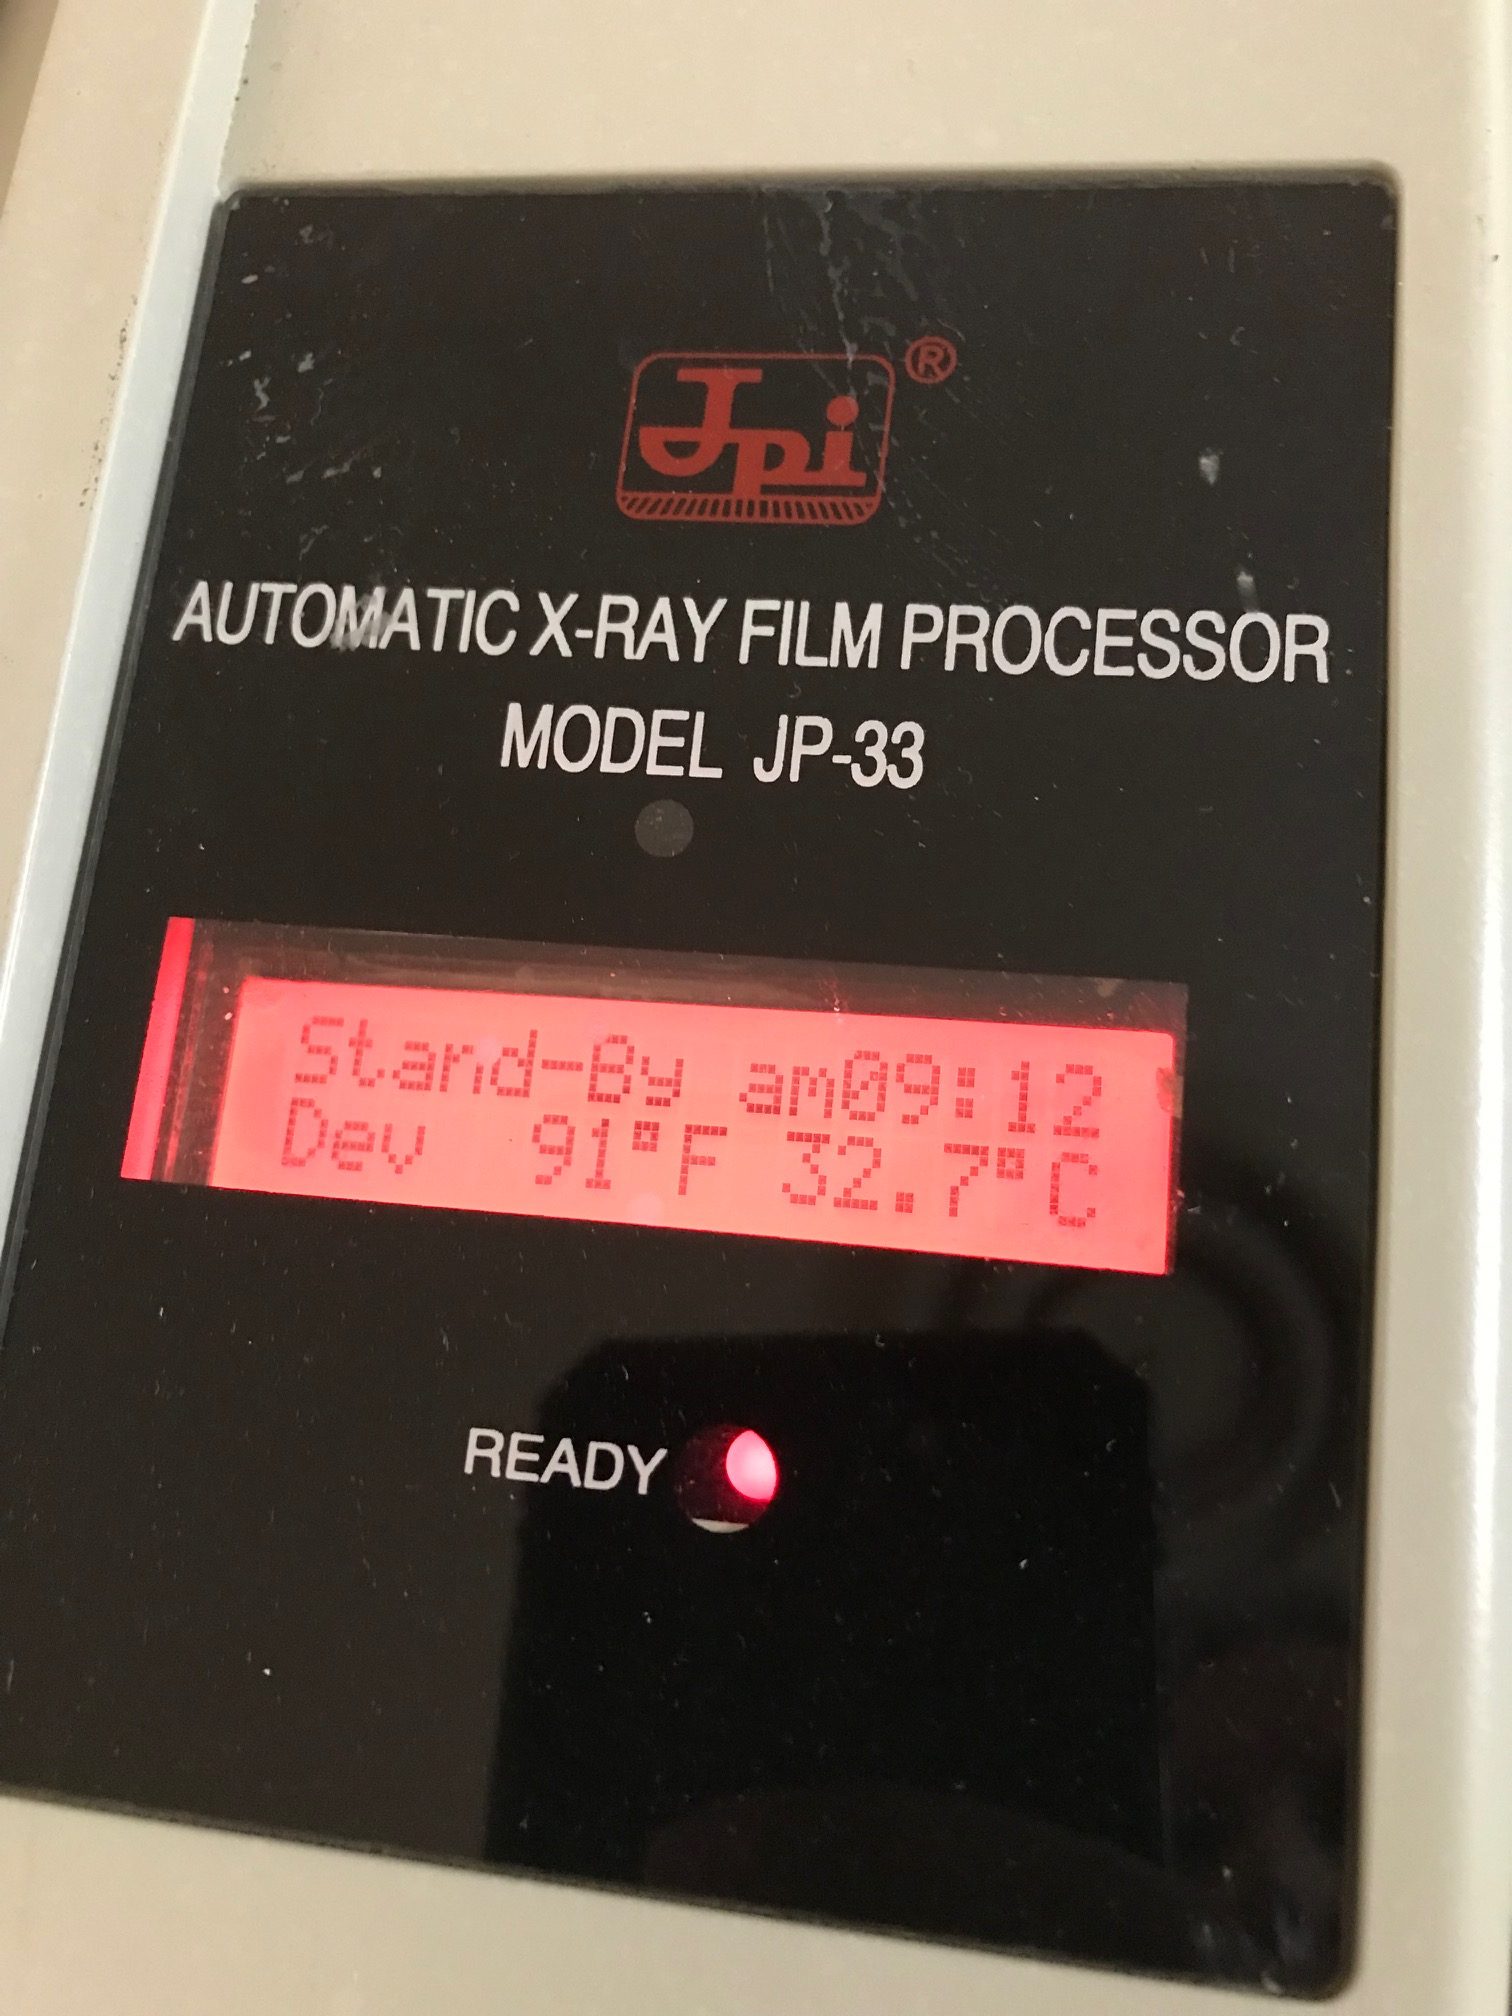 Jpi ®
AUTOMATIC X-RAY FILM PROCESSOR
MODEL JP-33
Stand-By am09:12
Dev 91°F 32.7°C
READY